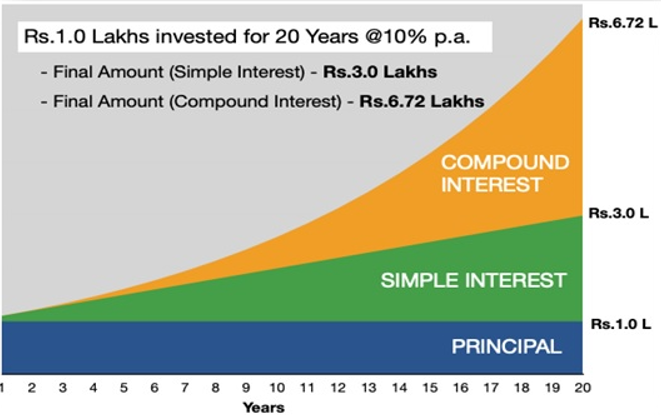 Rs.1.0 Lakhs invested for 20 Years @10% p.a.
- Final Amount (Simple Interest) - Rs.3.0 Lakhs
- Final Amount (Compound Interest) - Rs.6.72 Lakhs
Rs.6.72 L
COMPOUND
INTEREST
Rs.3.0 L
SIMPLE INTEREST
Rs.1.0 L
PRINCIPAL
1 2 3 4 5 6 7 8 9 10 11 12 13 14 15 16 17 18 19 20
Years